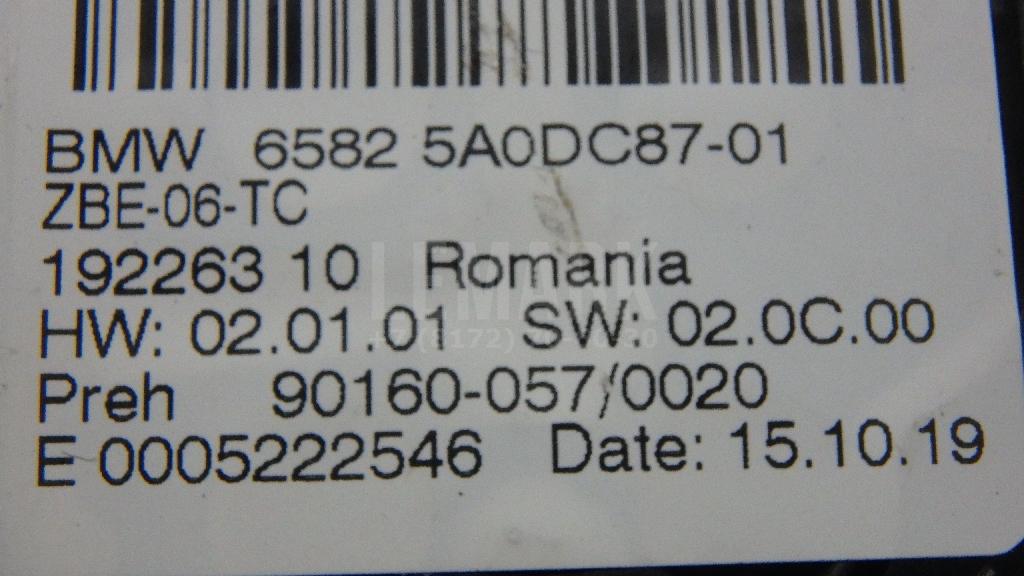 BMW 6582 5A0DC87-01
ZBE-06-TC
192263 10 Romania
HW: 02.01.01 SW: 02.0C.00
Preh 90160-057/0020
E 0005222546 Date: 15.10.19